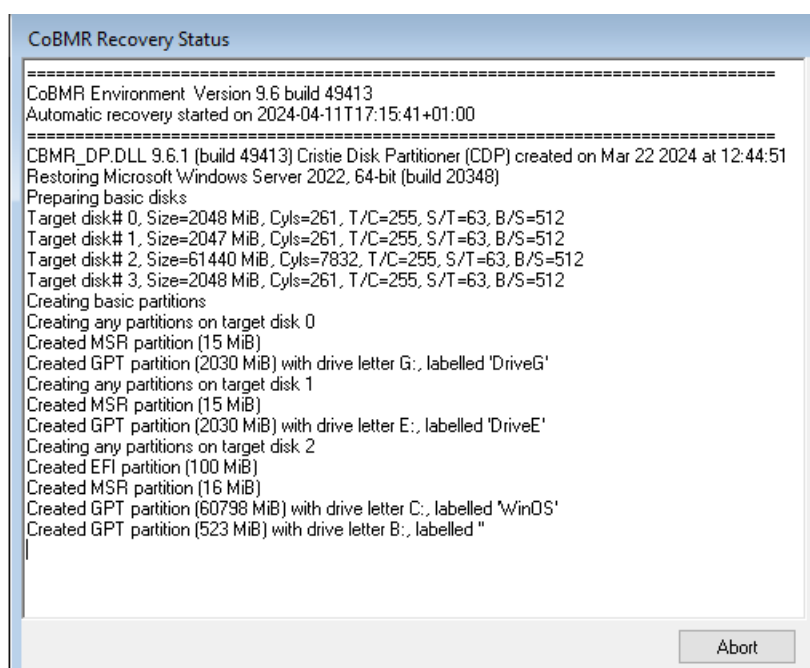 CoBMR Recovery Status
==============================================================================
CoBMR Environment  Version 9.6 build 49413
Automatic recovery started on 2024-04-11T17:15:41+01:00
==============================================================================
CBMR_DP.DLL 9.6.1 (build 49413) Cristie Disk Partitioner (CDP) created on Mar 22 2024 at 12:44:51
Restoring Microsoft Windows Server 2022, 64-bit (build 20348)
Preparing basic disks
Target disk# 0, Size=2048 MiB, Cyls=261, T/C=255, S/T=63, B/S=512
Target disk# 1, Size=2047 MiB, Cyls=261, T/C=255, S/T=63, B/S=512
Target disk# 2, Size=61440 MiB, Cyls=7832, T/C=255, S/T=63, B/S=512
Target disk# 3, Size=2048 MiB, Cyls=261, T/C=255, S/T=63, B/S=512
Creating basic partitions
Creating any partitions on target disk 0
Created MSR partition (15 MiB)
Created GPT partition (2030 MiB) with drive letter G:, labelled 'DriveG'
Creating any partitions on target disk 1
Created MSR partition (15 MiB)
Created GPT partition (2030 MiB) with drive letter E:, labelled 'DriveE'
Creating any partitions on target disk 2
Created EFI partition (100 MiB)
Created MSR partition (16 MiB)
Created GPT partition (60798 MiB) with drive letter C:, labelled 'WinOS'
Created GPT partition (523 MiB) with drive letter B:, labelled ''
Abort